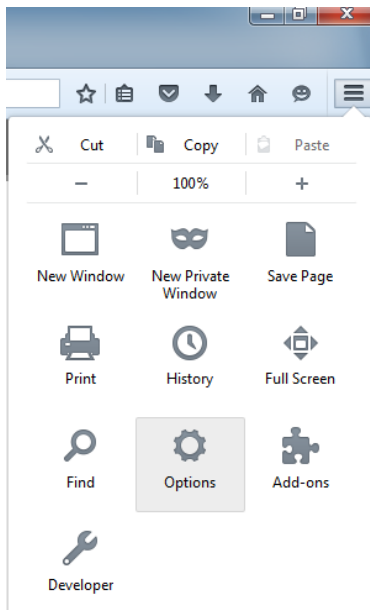 Cut Copy Paste
− 100% +
New Window New Private Window Save Page
Print History Full Screen
Find Options Add-ons
Developer